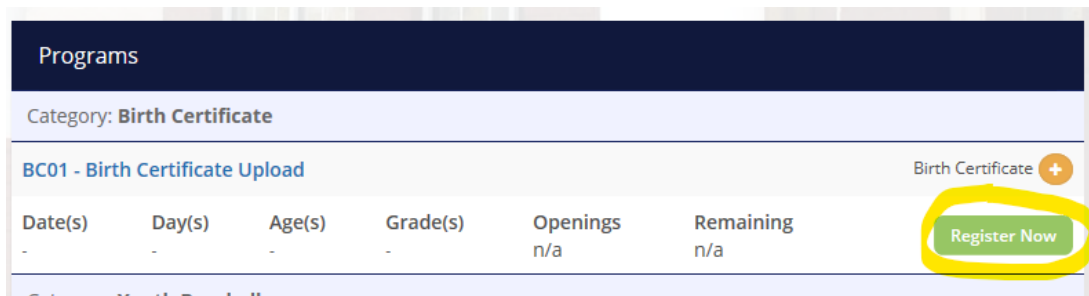 Programs
Category: Birth Certificate
BC01 - Birth Certificate Upload Birth Certificate +
Date(s) Day(s) Age(s) Grade(s) Openings Remaining
- - - - n/a n/a
Register Now